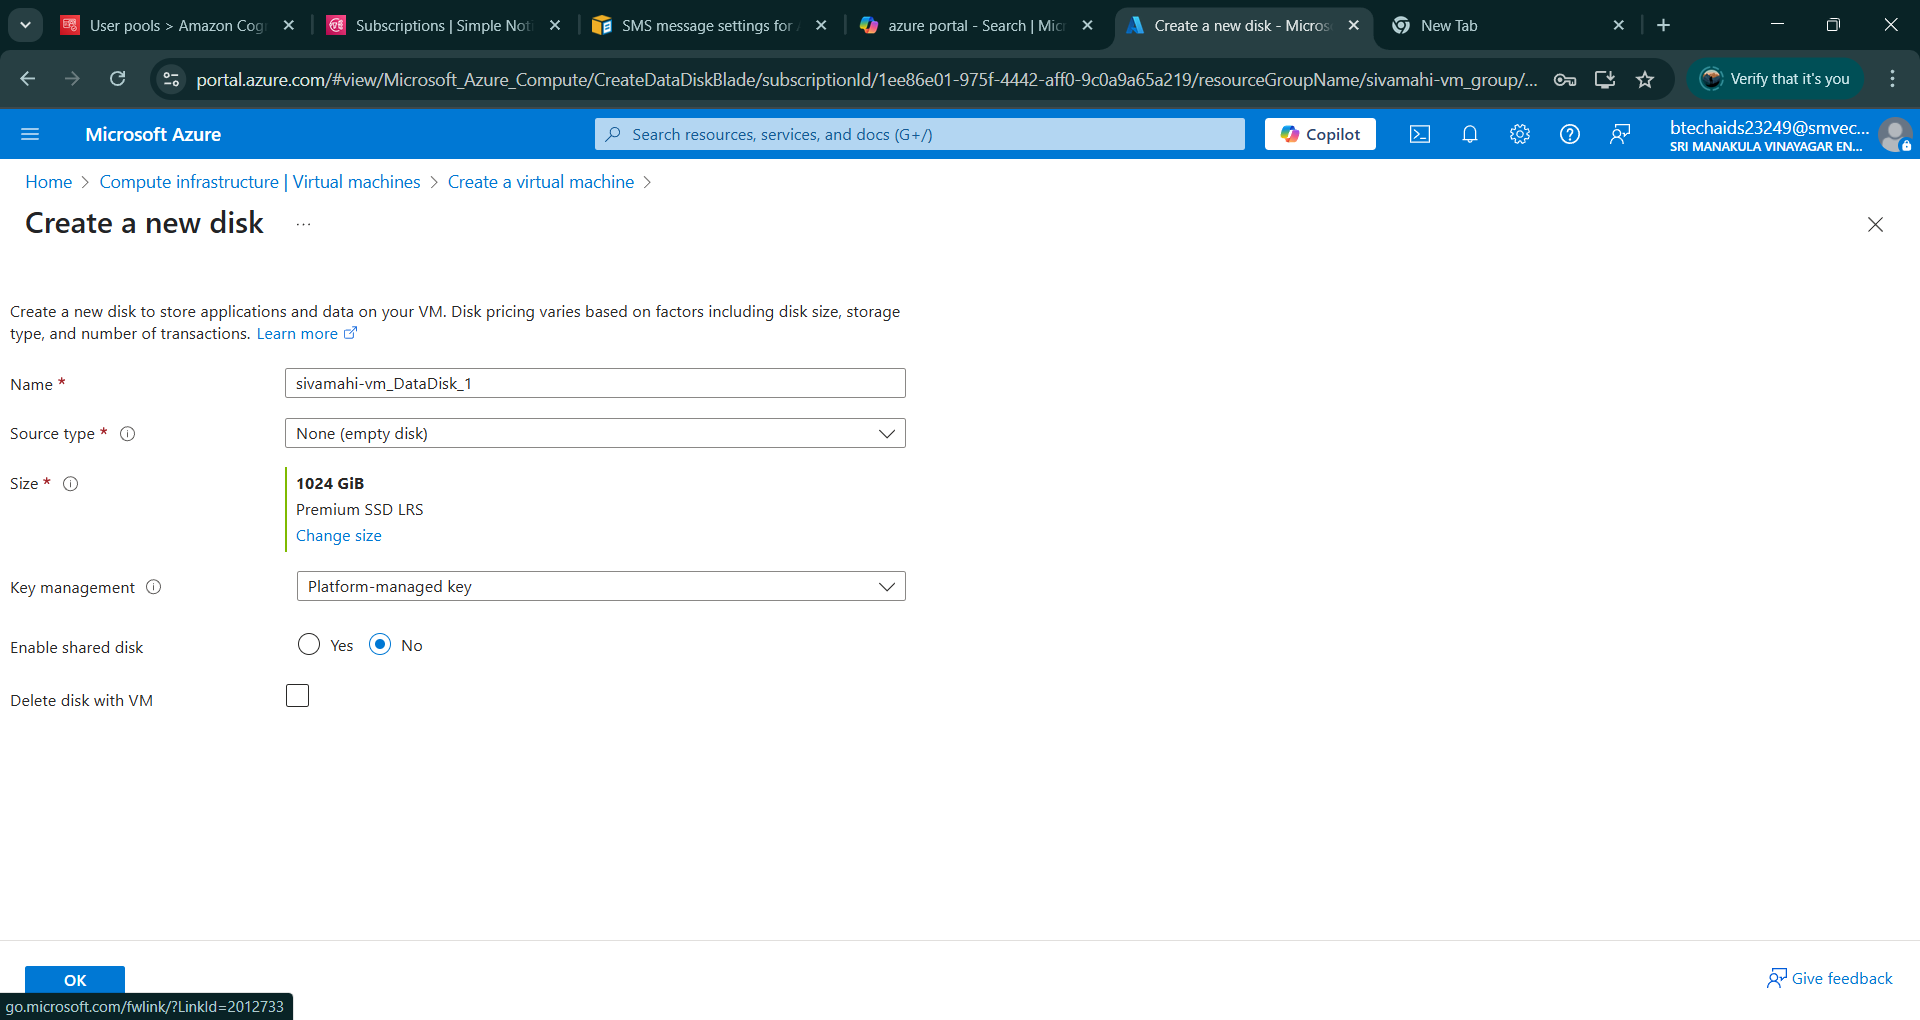 User pools > Amazon Cog
Subscriptions | Simple Noti
SMS message settings for A
azure portal - Search | Micr
Create a new disk - Microso
New Tab
portal.azure.com/#view/Microsoft_Azure_Compute/CreateDataDiskBlade/subscriptionId/1ee86e01-975f-4442-aff0-9c0a9a65a219/resourceGroupName/sivamahi-vm_group/...
Verify that it's you
Microsoft Azure
Search resources, services, and docs (G+/)
Copilot
btechaids23249@smvec...
SRI MANAKULA VINAYAGAR EN...
Home > Compute infrastructure | Virtual machines > Create a virtual machine >
Create a new disk ...
Create a new disk to store applications and data on your VM. Disk pricing varies based on factors including disk size, storage
type, and number of transactions. Learn more
Name *
sivamahi-vm_DataDisk_1
Source type *
None (empty disk)
Size *
1024 GiB
Premium SSD LRS
Change size
Key management
Platform-managed key
Enable shared disk
Yes
No
Delete disk with VM
OK
Give feedback
go.microsoft.com/fwlink/?LinkId=2012733